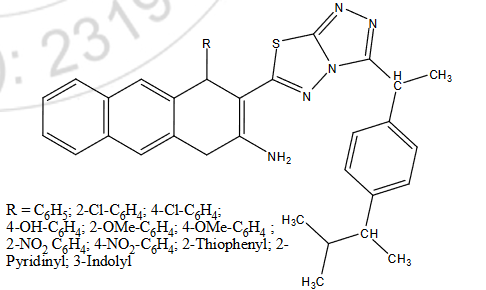 : 2319
R
S
N
N
N
N
H
CH₃
NH₂
R = C₆H₅; 2-Cl-C₆H₄; 4-Cl-C₆H₄;
4-OH-C₆H₄; 2-OMe-C₆H₄; 4-OMe-C₆H₄ ;
2-NO₂ C₆H₄; 4-NO₂-C₆H₄; 2-Thiophenyl; 2-
Pyridinyl; 3-Indolyl
H₃C
CH
CH₃
H₃C